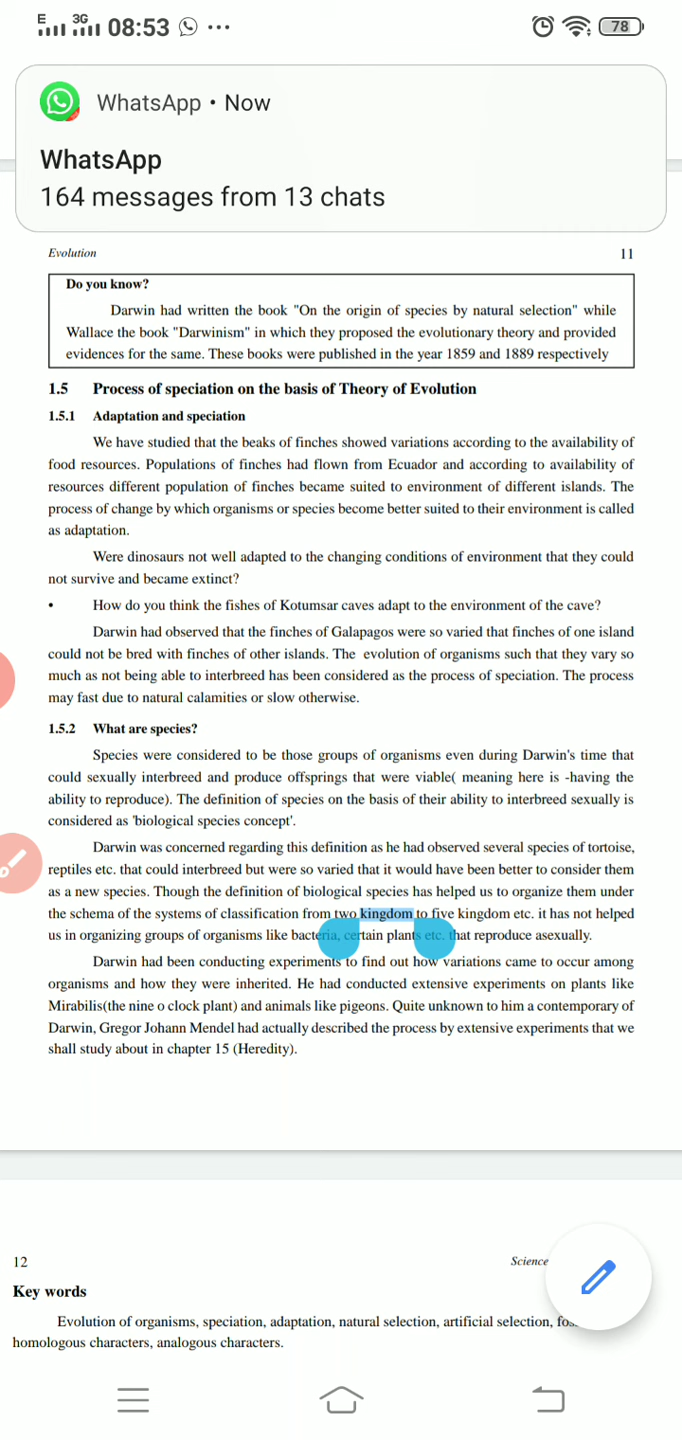 E 3G 08:53 ... 78
WhatsApp • Now
WhatsApp
164 messages from 13 chats
Evolution 11
Do you know?
Darwin had written the book "On the origin of species by natural selection" while
Wallace the book "Darwinism" in which they proposed the evolutionary theory and provided
evidences for the same. These books were published in the year 1859 and 1889 respectively
1.5 Process of speciation on the basis of Theory of Evolution
1.5.1 Adaptation and speciation
We have studied that the beaks of finches showed variations according to the availability of
food resources. Populations of finches had flown from Ecuador and according to availability of
resources different population of finches became suited to environment of different islands. The
process of change by which organisms or species become better suited to their environment is called
as adaptation.
Were dinosaurs not well adapted to the changing conditions of environment that they could
not survive and became extinct?
• How do you think the fishes of Kotumsar caves adapt to the environment of the cave?
Darwin had observed that the finches of Galapagos were so varied that finches of one island
could not be bred with finches of other islands. The evolution of organisms such that they vary so
much as not being able to interbreed has been considered as the process of speciation. The process
may fast due to natural calamities or slow otherwise.
1.5.2 What are species?
Species were considered to be those groups of organisms even during Darwin's time that
could sexually interbreed and produce offsprings that were viable( meaning here is -having the
ability to reproduce). The definition of species on the basis of their ability to interbreed sexually is
considered as 'biological species concept'.
Darwin was concerned regarding this definition as he had observed several species of tortoise,
reptiles etc. that could interbreed but were so varied that it would have been better to consider them
as a new species. Though the definition of biological species has helped us to organize them under
the schema of the systems of classification from two kingdom to five kingdom etc. it has not helped
us in organizing groups of organisms like bacteria, certain plants etc. that reproduce asexually.
Darwin had been conducting experiments to find out how variations came to occur among
organisms and how they were inherited. He had conducted extensive experiments on plants like
Mirabilis(the nine o clock plant) and animals like pigeons. Quite unknown to him a contemporary of
Darwin, Gregor Johann Mendel had actually described the process by extensive experiments that we
shall study about in chapter 15 (Heredity).
12 Science
Key words
Evolution of organisms, speciation, adaptation, natural selection, artificial selection,
homologous characters, analogous characters.